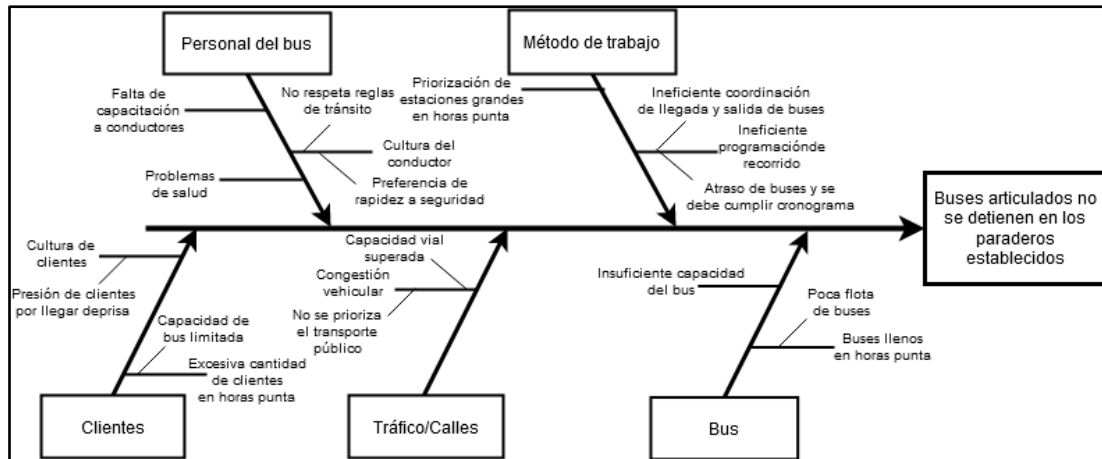 Personal del bus
Método de trabajo
Falta de
capacitación
a conductores
No respeta reglas
de tránsito
Cultura del
conductor
Preferencia de
rapidez a seguridad
Problemas
de salud
Priorización de
estaciones grandes
en horas punta
Ineficiente coordinación
de llegada y salida de buses
Ineficiente
programaciónde
recorrido
Atraso de buses y se
debe cumplir cronograma
Buses articulados no
se detienen en los
paraderos
establecidos
Cultura de
clientes
Presión de clientes
por llegar deprisa
Capacidad de
bus limitada
Excesiva cantidad
de clientes
en horas punta
Capacidad vial
superada
Congestión
vehicular
No se prioriza
el transporte
público
Insuficiente capacidad
del bus
Poca flota
de buses
Buses llenos
en horas punta
Clientes
Tráfico/Calles
Bus